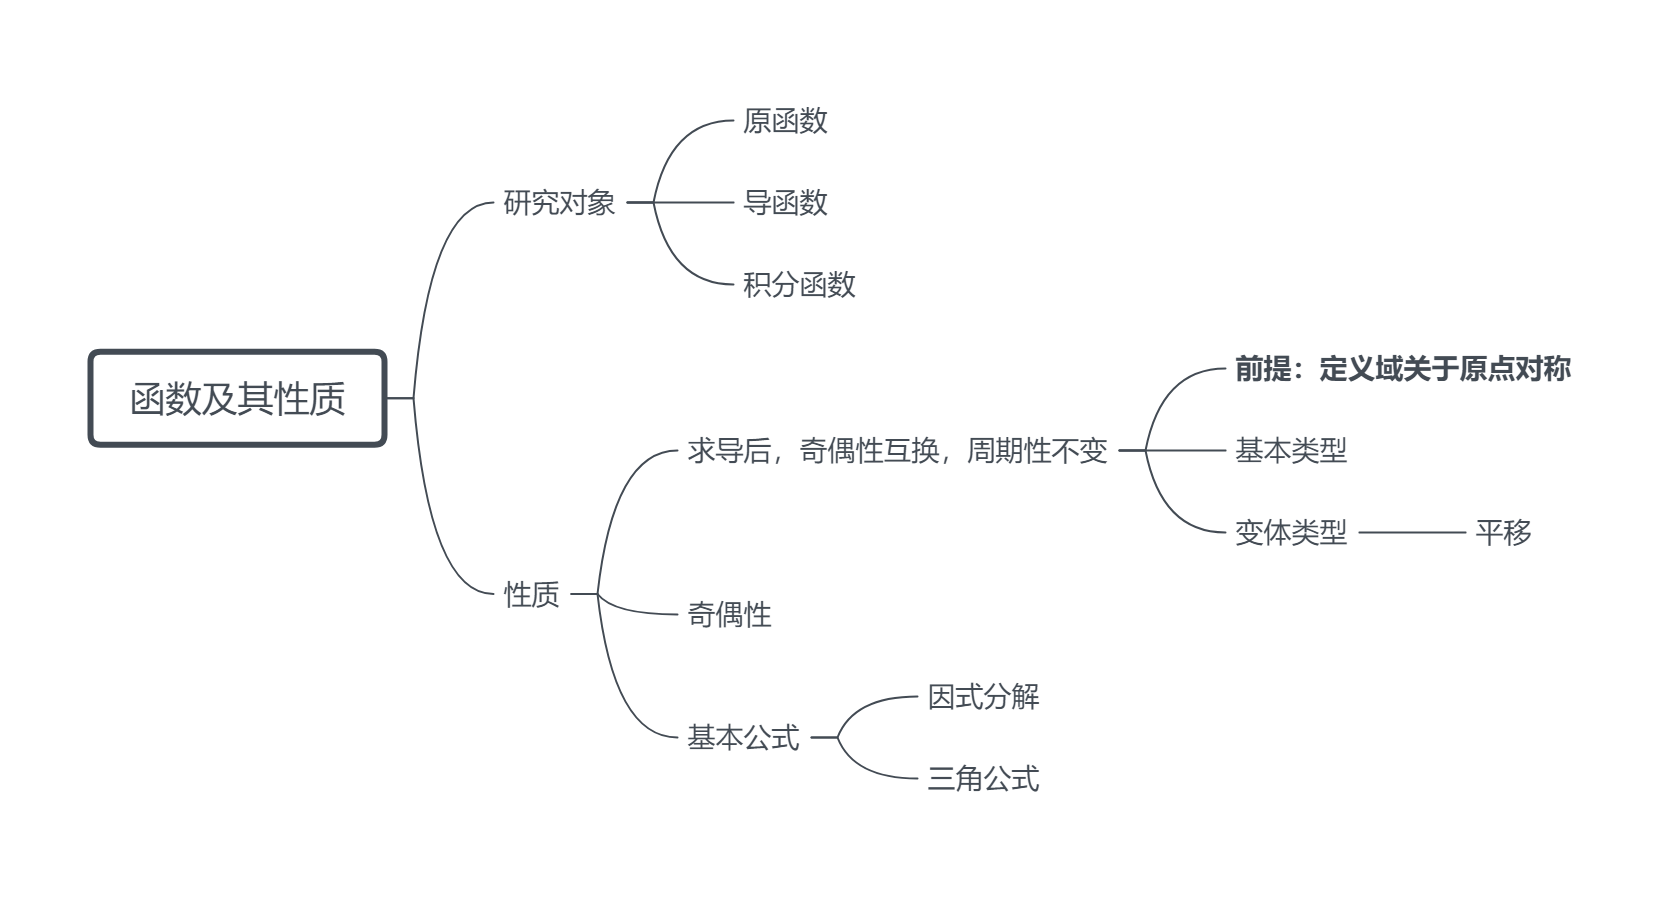 函数及其性质
研究对象
原函数
导函数
积分函数
性质
求导后，奇偶性互换，周期性不变
前提：定义域关于原点对称
基本类型
变体类型
平移
奇偶性
基本公式
因式分解
三角公式